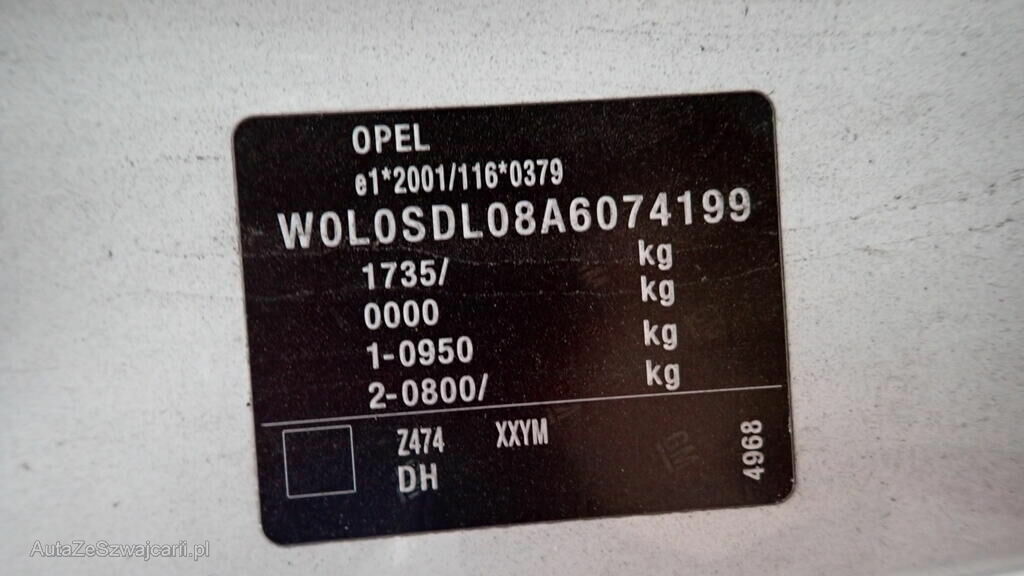 OPEL
e1*2001/116*0379
W0L0SDL08A6074199
1735/ kg
0000 kg
1-0950 kg
2-0800/ kg
Z474 XXYM
DH
4968
GM
AutaZeSzwajcarii.pl